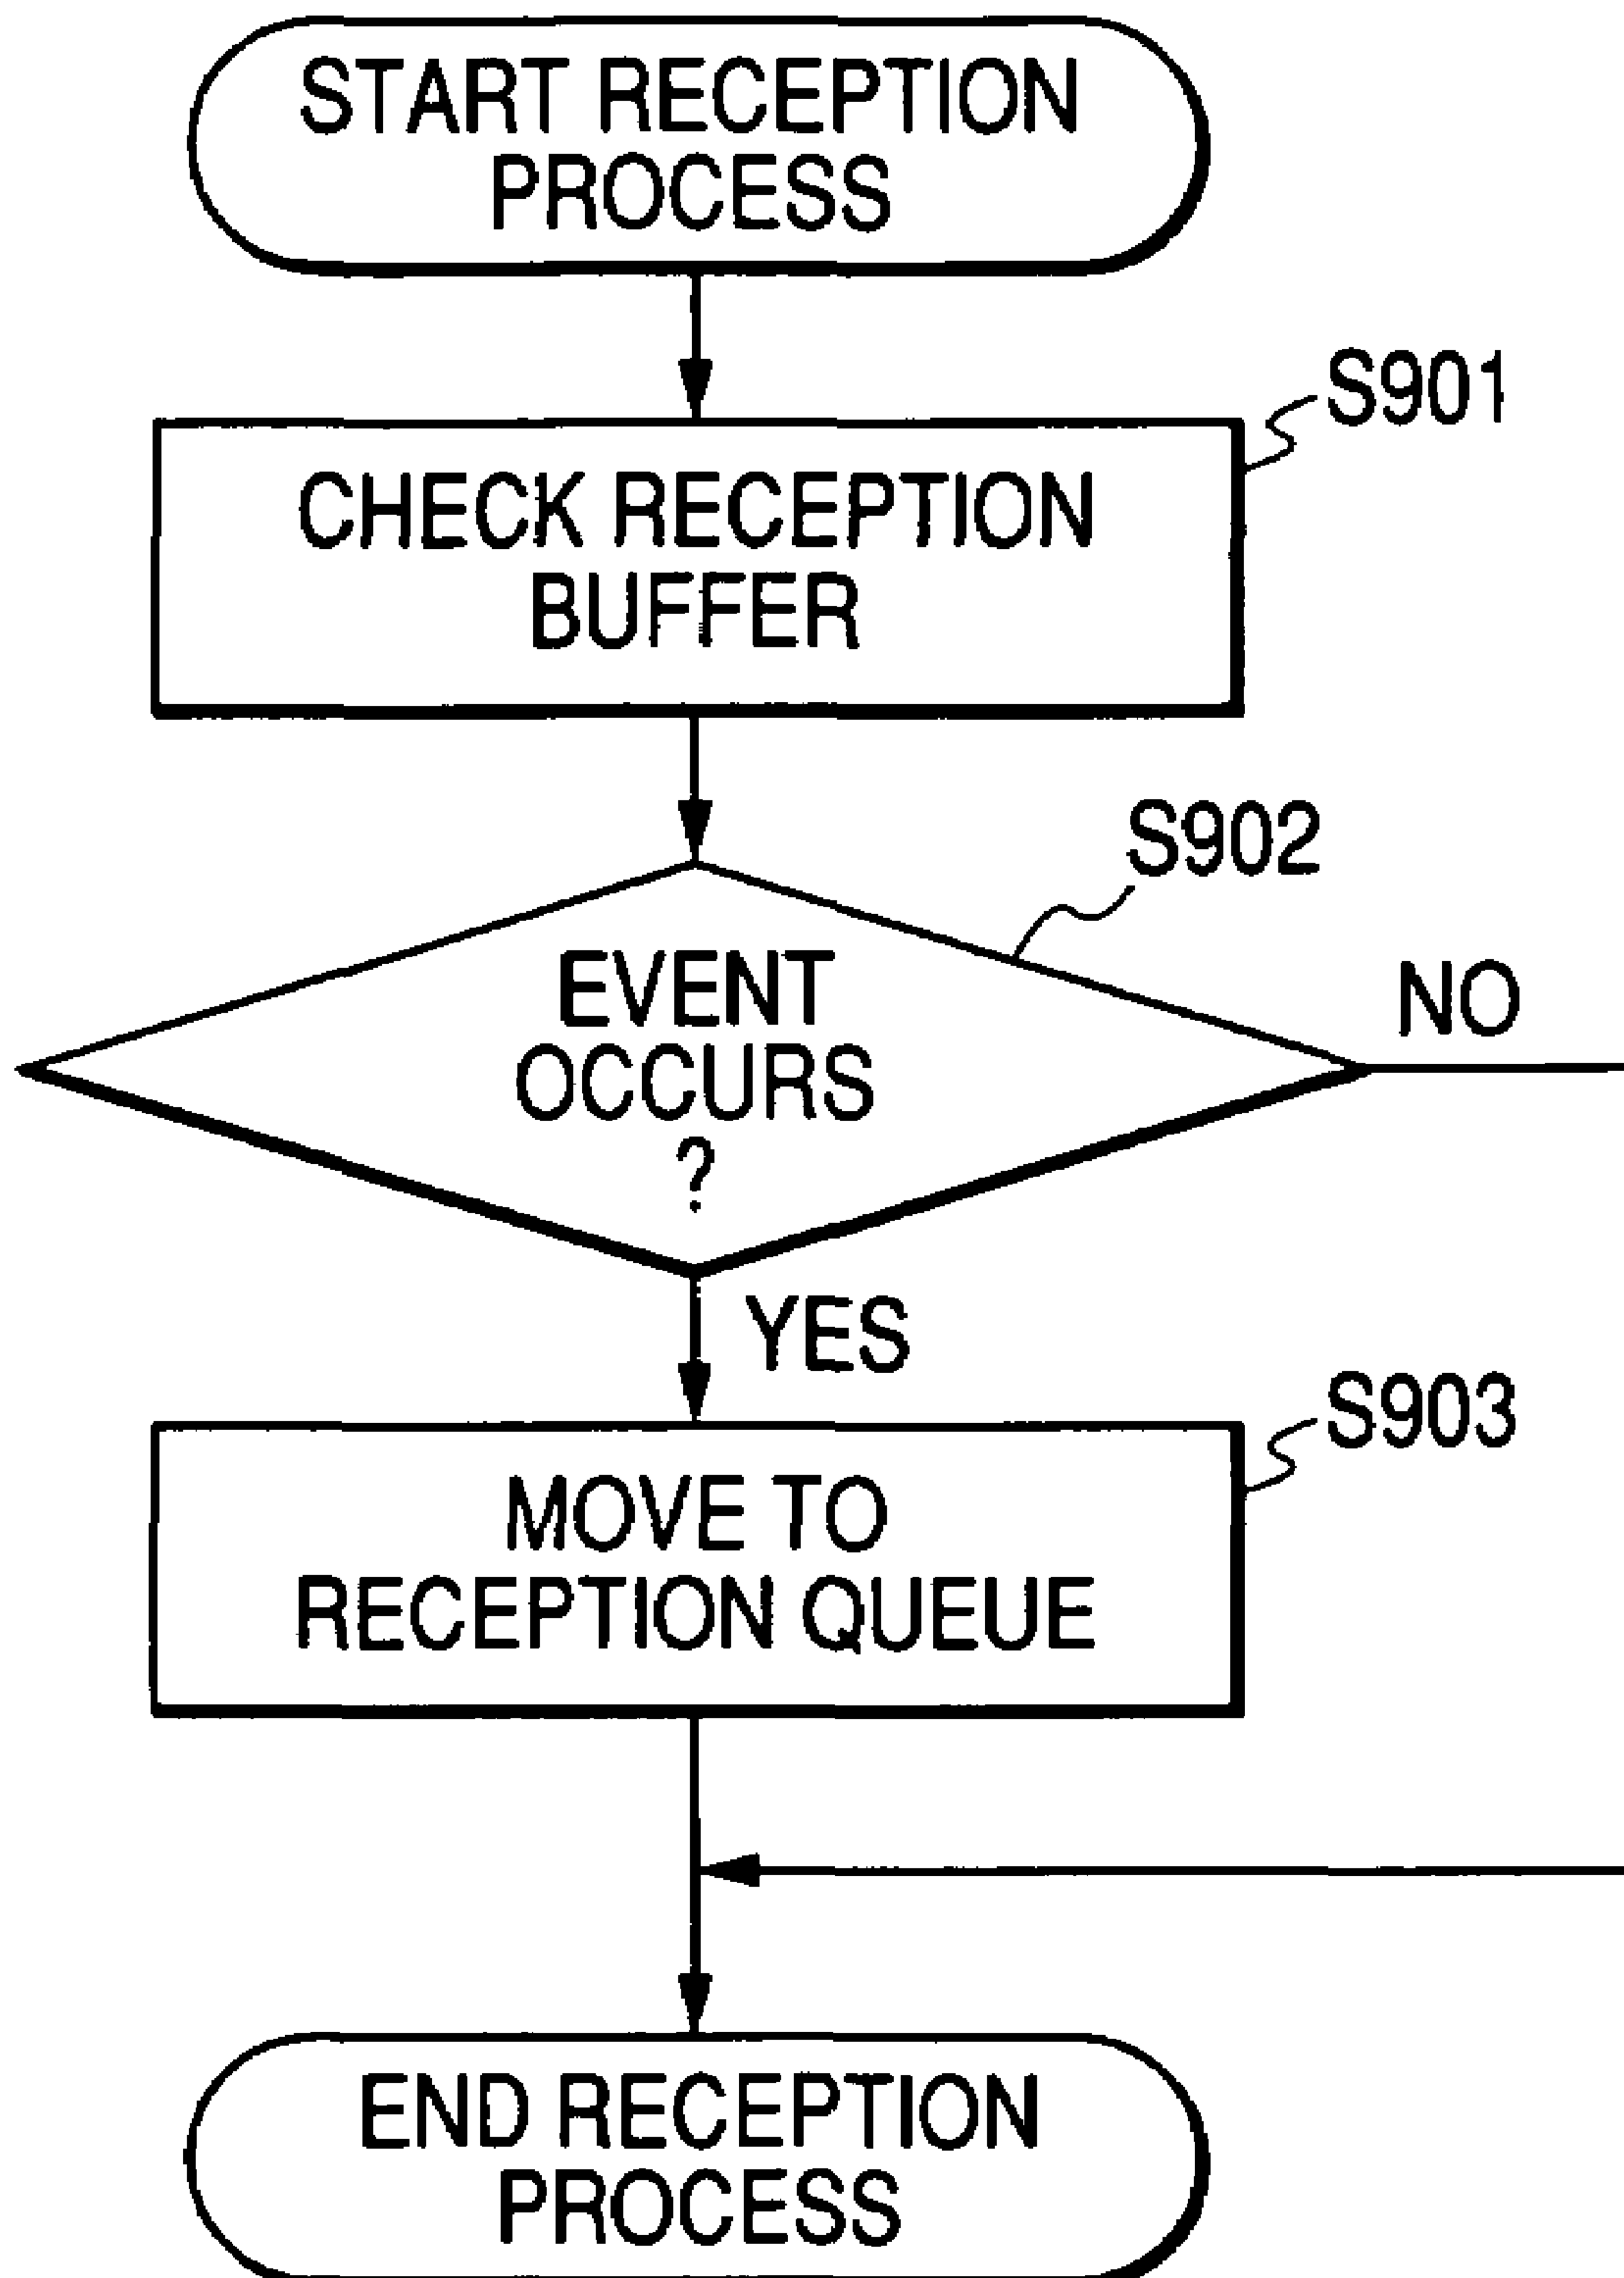 START RECEPTION
PROCESS
S901
CHECK RECEPTION
BUFFER
S902
EVENT
OCCURS
?
NO
YES
S903
MOVE TO
RECEPTION QUEUE
END RECEPTION
PROCESS